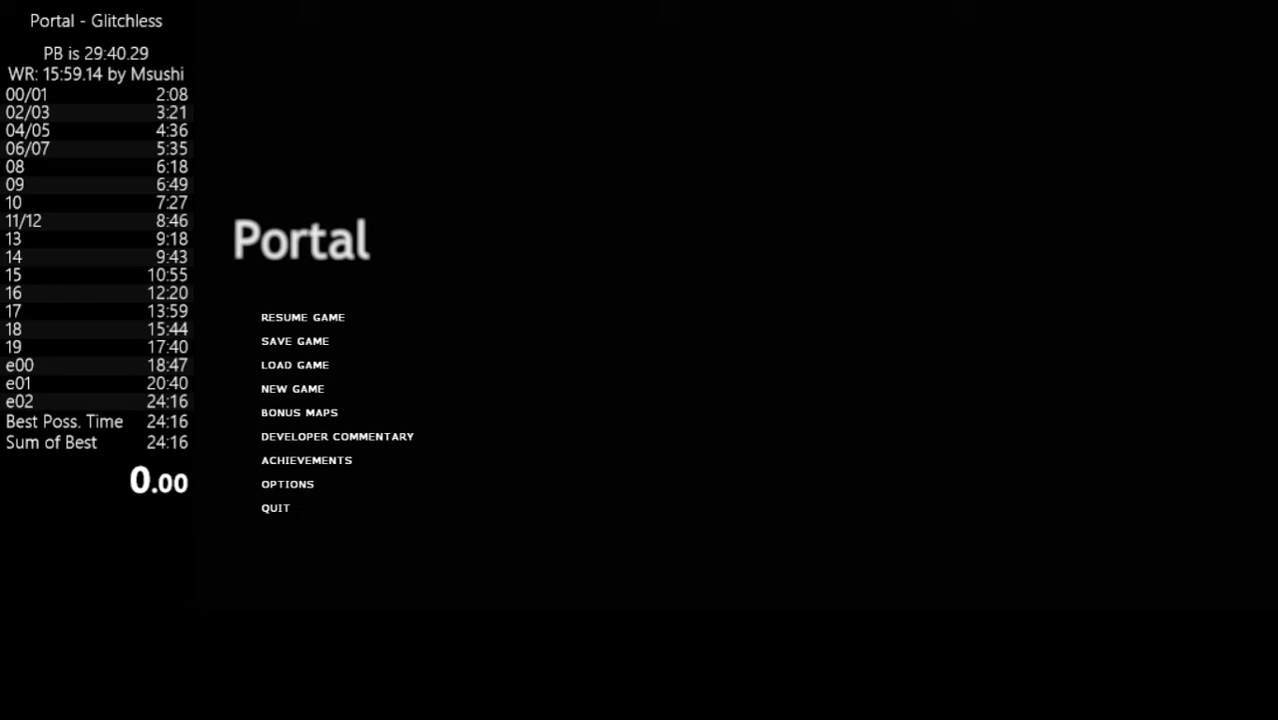 Portal - Glitchless
PB is 29:40.29
WR: 15:59.14 by Msushi
00/01 2:08
02/03 3:21
04/05 4:36
06/07 5:35
08 6:18
09 6:49
10 7:27
11/12 8:46
13 9:18
14 9:43
15 10:55
16 12:20
17 13:59
18 15:44
19 17:40
e00 18:47
e01 20:40
e02 24:16
Best Poss. Time 24:16
Sum of Best 24:16
0.00
Portal
RESUME GAME
SAVE GAME
LOAD GAME
NEW GAME
BONUS MAPS
DEVELOPER COMMENTARY
ACHIEVEMENTS
OPTIONS
QUIT